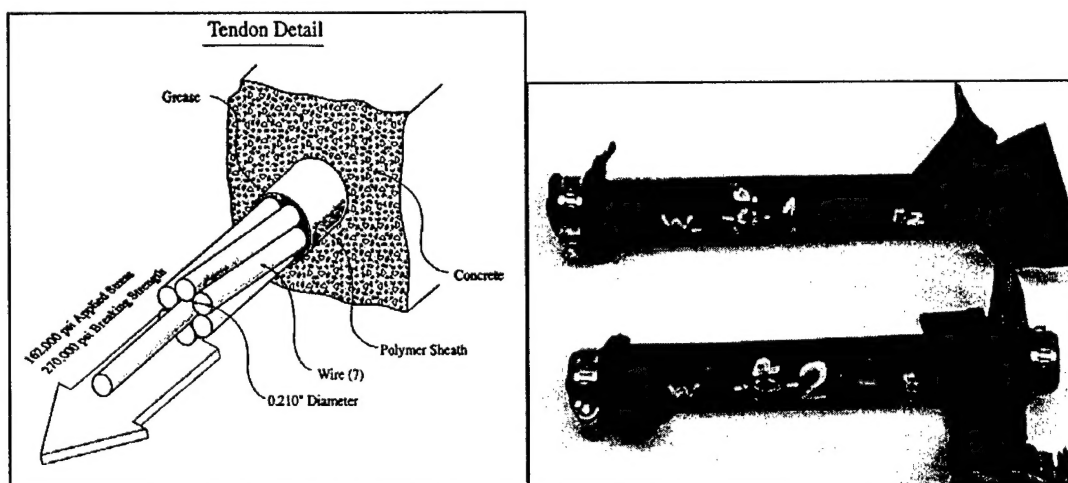 Tendon Detail
Grease
162,000 psi Applied Stress
270,000 psi Breaking Strength
Concrete
Polymer Sheath
Wire (7)
0.210" Diameter